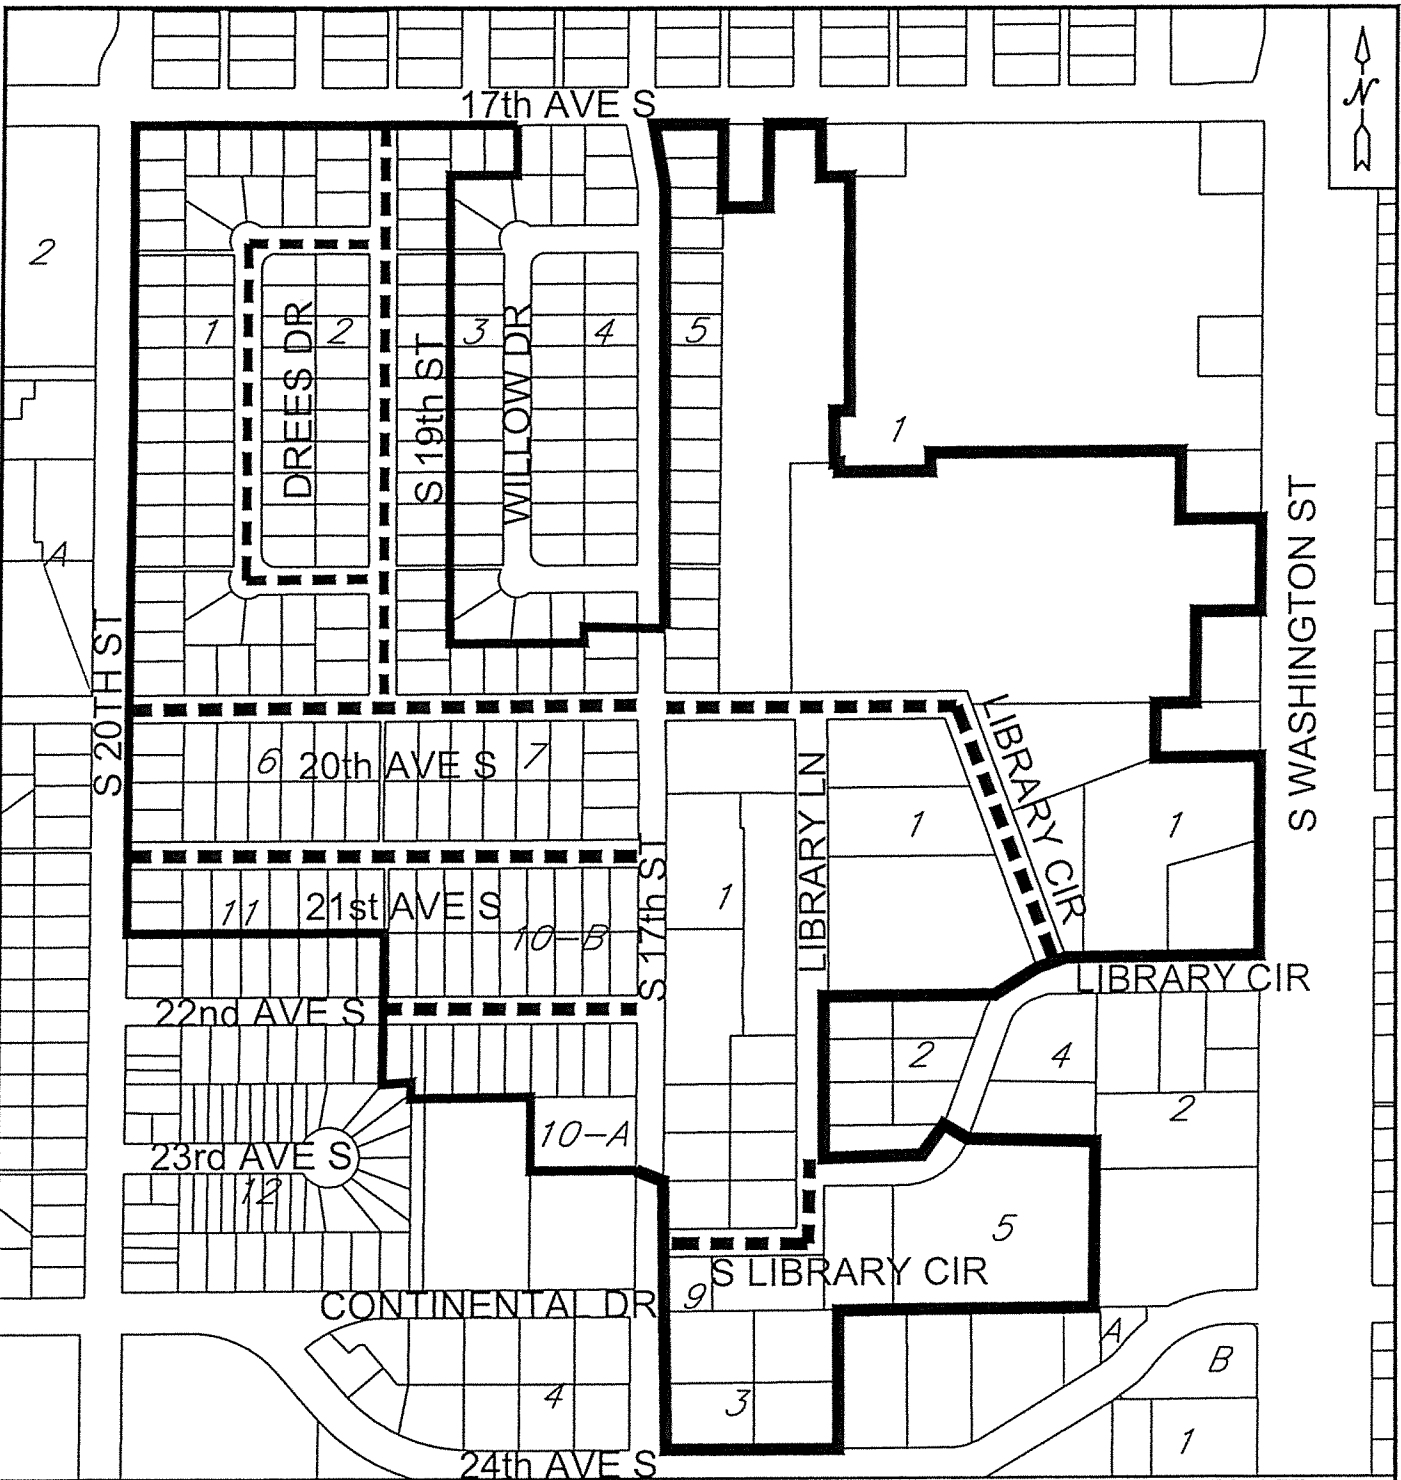 17th AVE S
N
2
1
DREES DR
2
S 19th ST
3
WILLOW DR
4
5
1
A
S 20TH ST
S WASHINGTON ST
6
20th AVE S
7
LIBRARY LN
LIBRARY CIR
1
1
11
21st AVE S
10-B
S 17th ST
1
22nd AVE S
LIBRARY CIR
2
4
2
10-A
23rd AVE S
12
5
S LIBRARY CIR
9
CONTINENTAL DR
4
3
A
B
1
24th AVE S